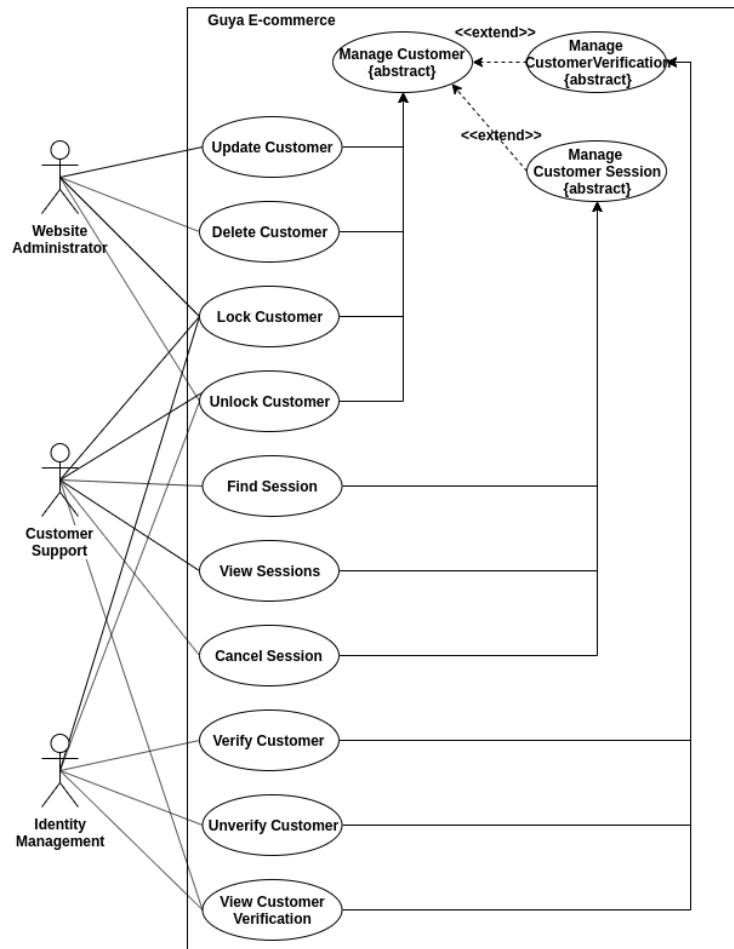 Guya E-commerce
<<extend>>
Manage Customer
{abstract}
Manage
CustomerVerification
{abstract}
<<extend>>
Manage
Customer Session
{abstract}
Update Customer
Website
Administrator
Delete Customer
Lock Customer
Unlock Customer
Find Session
Customer
Support
View Sessions
Cancel Session
Verify Customer
Identity
Management
Unverify Customer
View Customer
Verification